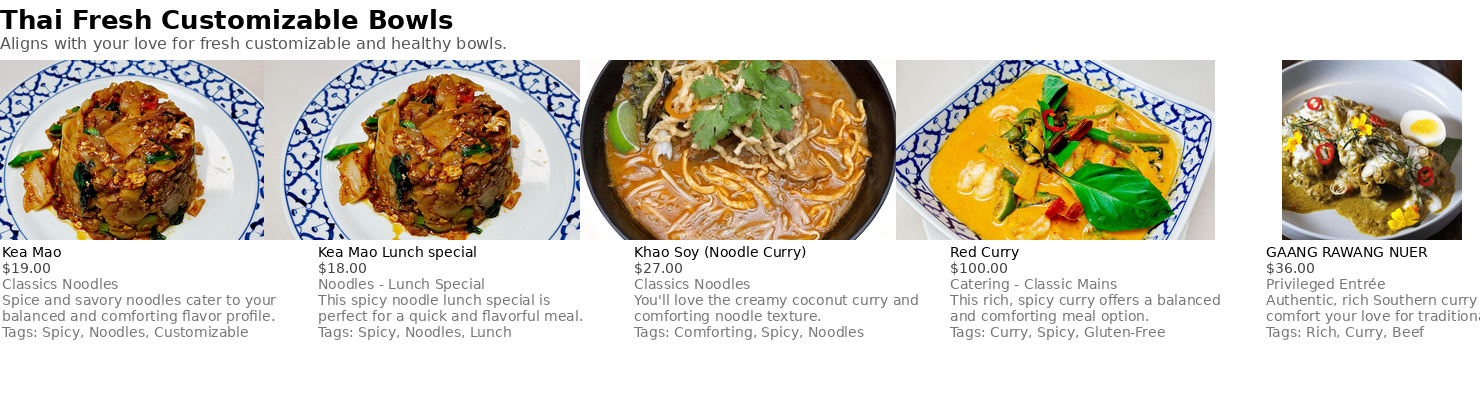 Thai Fresh Customizable Bowls
Aligns with your love for fresh customizable and healthy bowls.
Kea Mao
$19.00
Classics Noodles
Spice and savory noodles cater to your
balanced and comforting flavor profile.
Tags: Spicy, Noodles, Customizable
Kea Mao Lunch special
$18.00
Noodles - Lunch Special
This spicy noodle lunch special is
perfect for a quick and flavorful meal.
Tags: Spicy, Noodles, Lunch
Khao Soy (Noodle Curry)
$27.00
Classics Noodles
You'll love the creamy coconut curry and
comforting noodle texture.
Tags: Comforting, Spicy, Noodles
Red Curry
$100.00
Catering - Classic Mains
This rich, spicy curry offers a balanced
and comforting meal option.
Tags: Curry, Spicy, Gluten-Free
GAANG RAWANG NUER
$36.00
Privileged Entrée
Authentic, rich Southern curry
comfort your love for
Tags: Rich, Curry, Beef